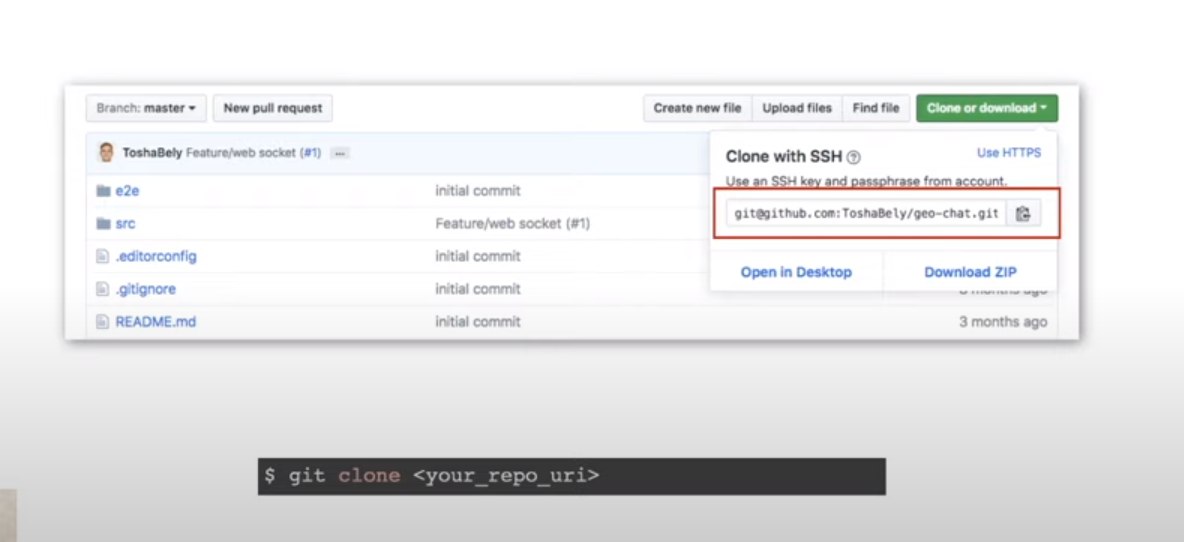 Branch: master New pull request Create new file Upload files Find file Clone or download
ToshaBely Feature/web socket (#1) ...
Clone with SSH ? Use HTTPS
Use an SSH key and passphrase from account.
git@github.com:ToshaBely/geo-chat.git
Open in Desktop Download ZIP
e2e initial commit
src Feature/web socket (#1)
.editorconfig initial commit
.gitignore initial commit 3 months ago
README.md initial commit 3 months ago
$ git clone <your_repo_uri>